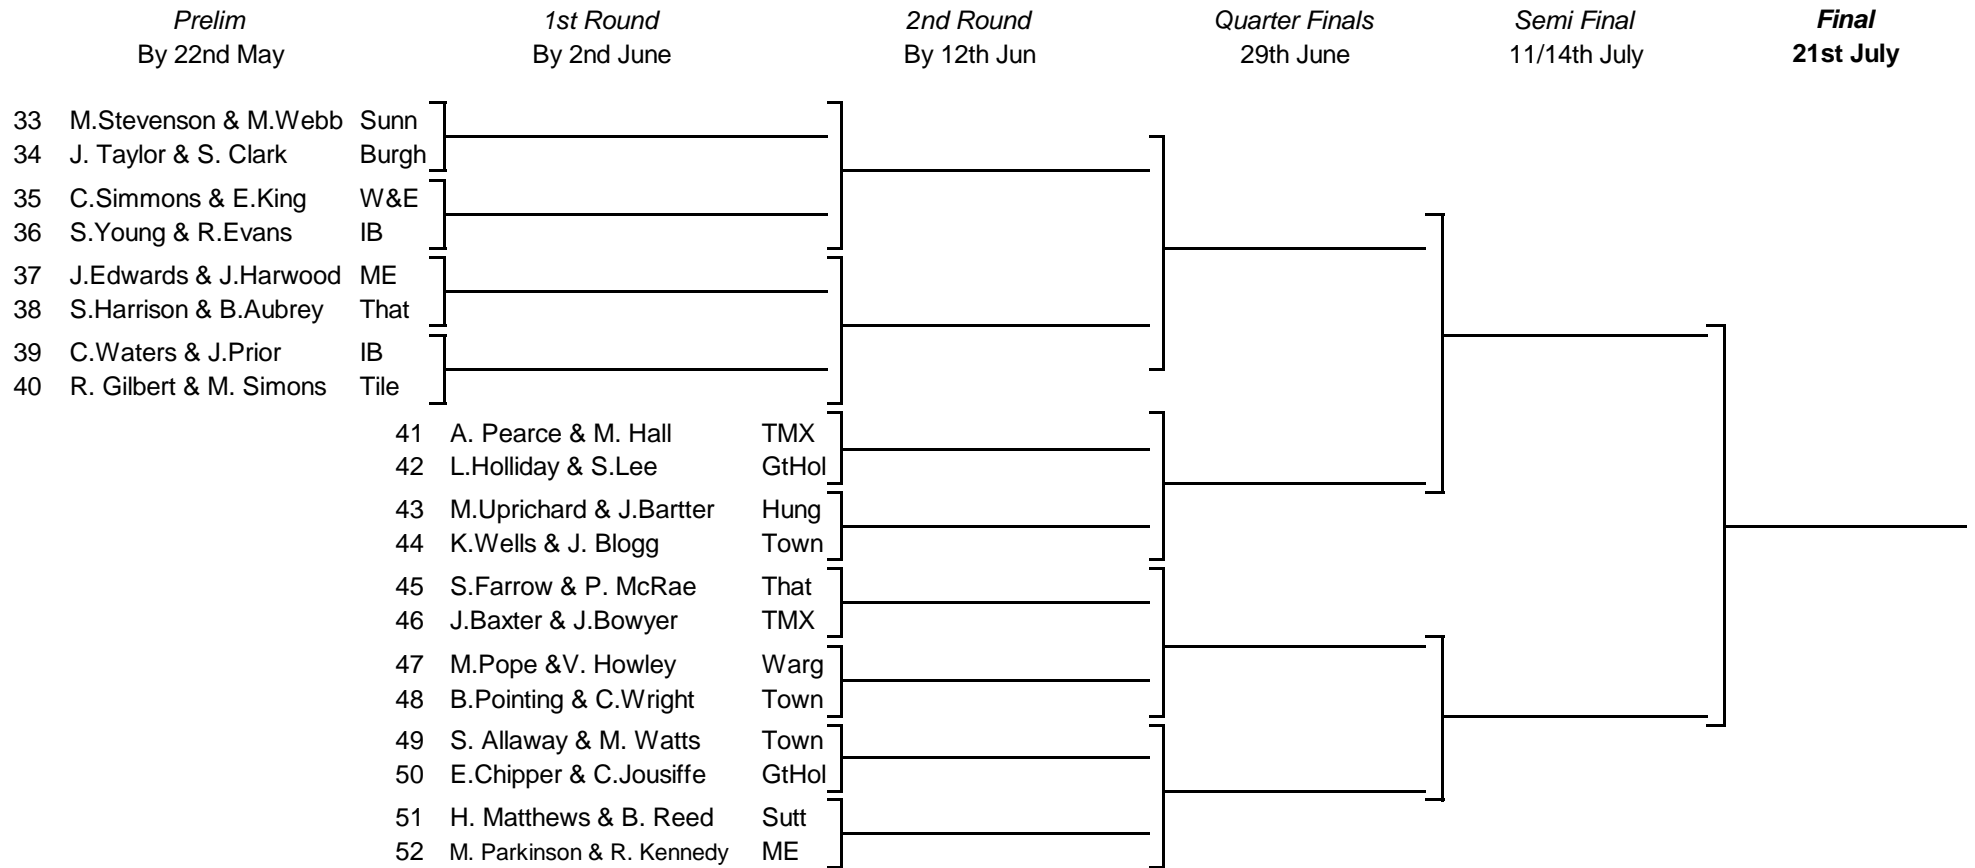 Prelim 1st Round 2nd Round Quarter Finals Semi Final Final
By 22nd May By 2nd June By 12th Jun 29th June 11/14th July 21st July
33 M.Stevenson & M.Webb Sunn
34 J. Taylor & S. Clark Burgh
35 C.Simmons & E.King W&E
36 S.Young & R.Evans IB
37 J.Edwards & J.Harwood ME
38 S.Harrison & B.Aubrey That
39 C.Waters & J.Prior IB
40 R. Gilbert & M. Simons Tile
41 A. Pearce & M. Hall TMX
42 L.Holliday & S.Lee GtHol
43 M.Uprichard & J.Bartter Hung
44 K.Wells & J. Blogg Town
45 S.Farrow & P. McRae That
46 J.Baxter & J.Bowyer TMX
47 M.Pope &V. Howley Warg
48 B.Pointing & C.Wright Town
49 S. Allaway & M. Watts Town
50 E.Chipper & C.Jousiffe GtHol
51 H. Matthews & B. Reed Sutt
52 M. Parkinson & R. Kennedy ME